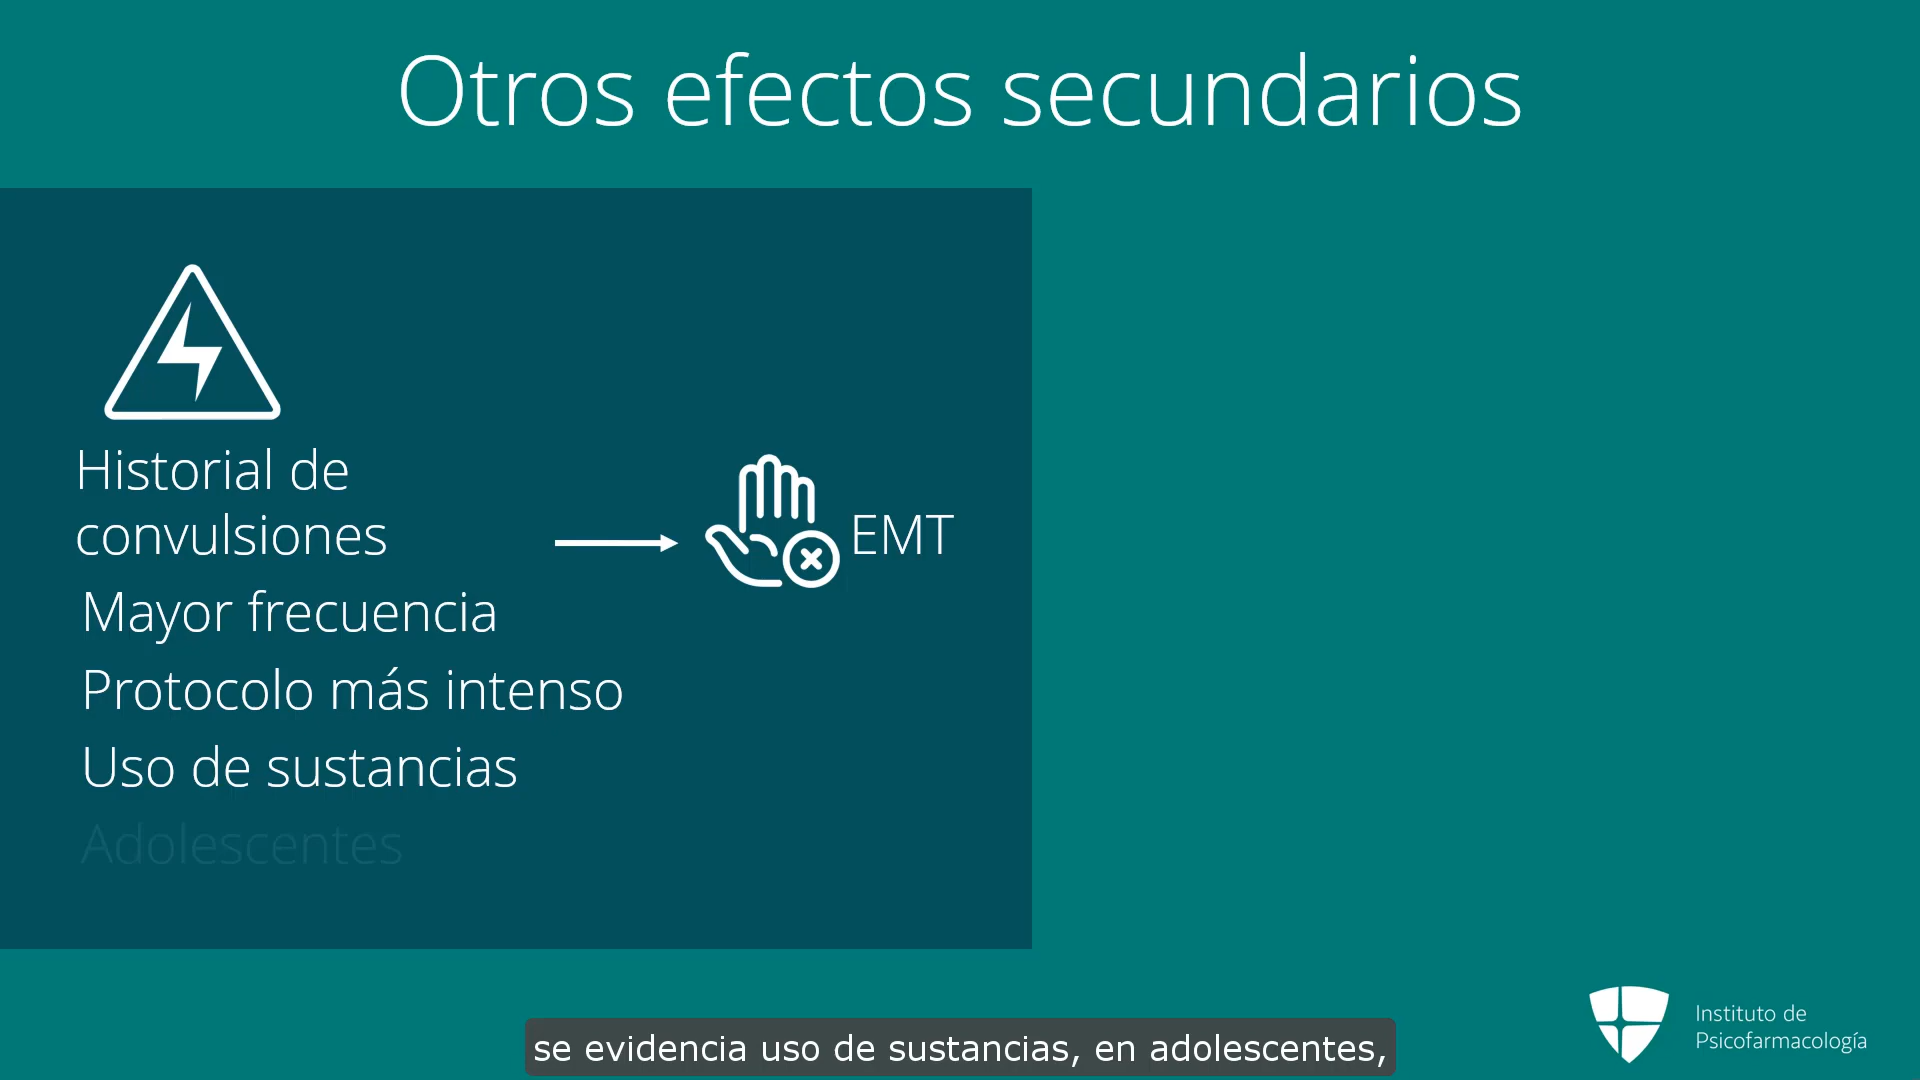 Otros efectos secundarios
Historial de
convulsiones
EMT
Mayor frecuencia
Protocolo más intenso
Uso de sustancias
Adolescentes
Instituto de
Psicofarmacología
se evidencia uso de sustancias, en adolescentes,